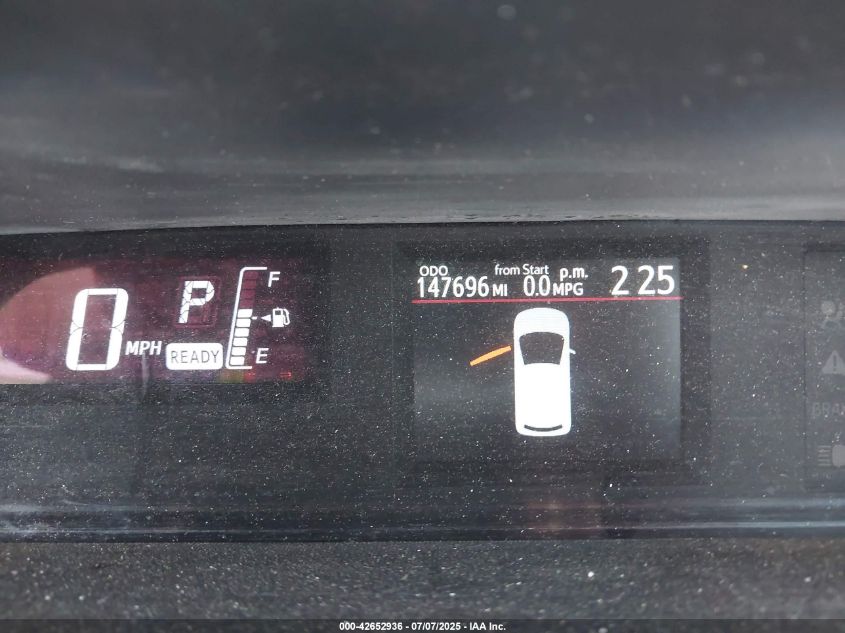 ODO from Start p.m.
147696 MI 0.0 MPG 2 25
0 MPH P F
READY E
000-42652936 - 07/07/2025 - IAA Inc.